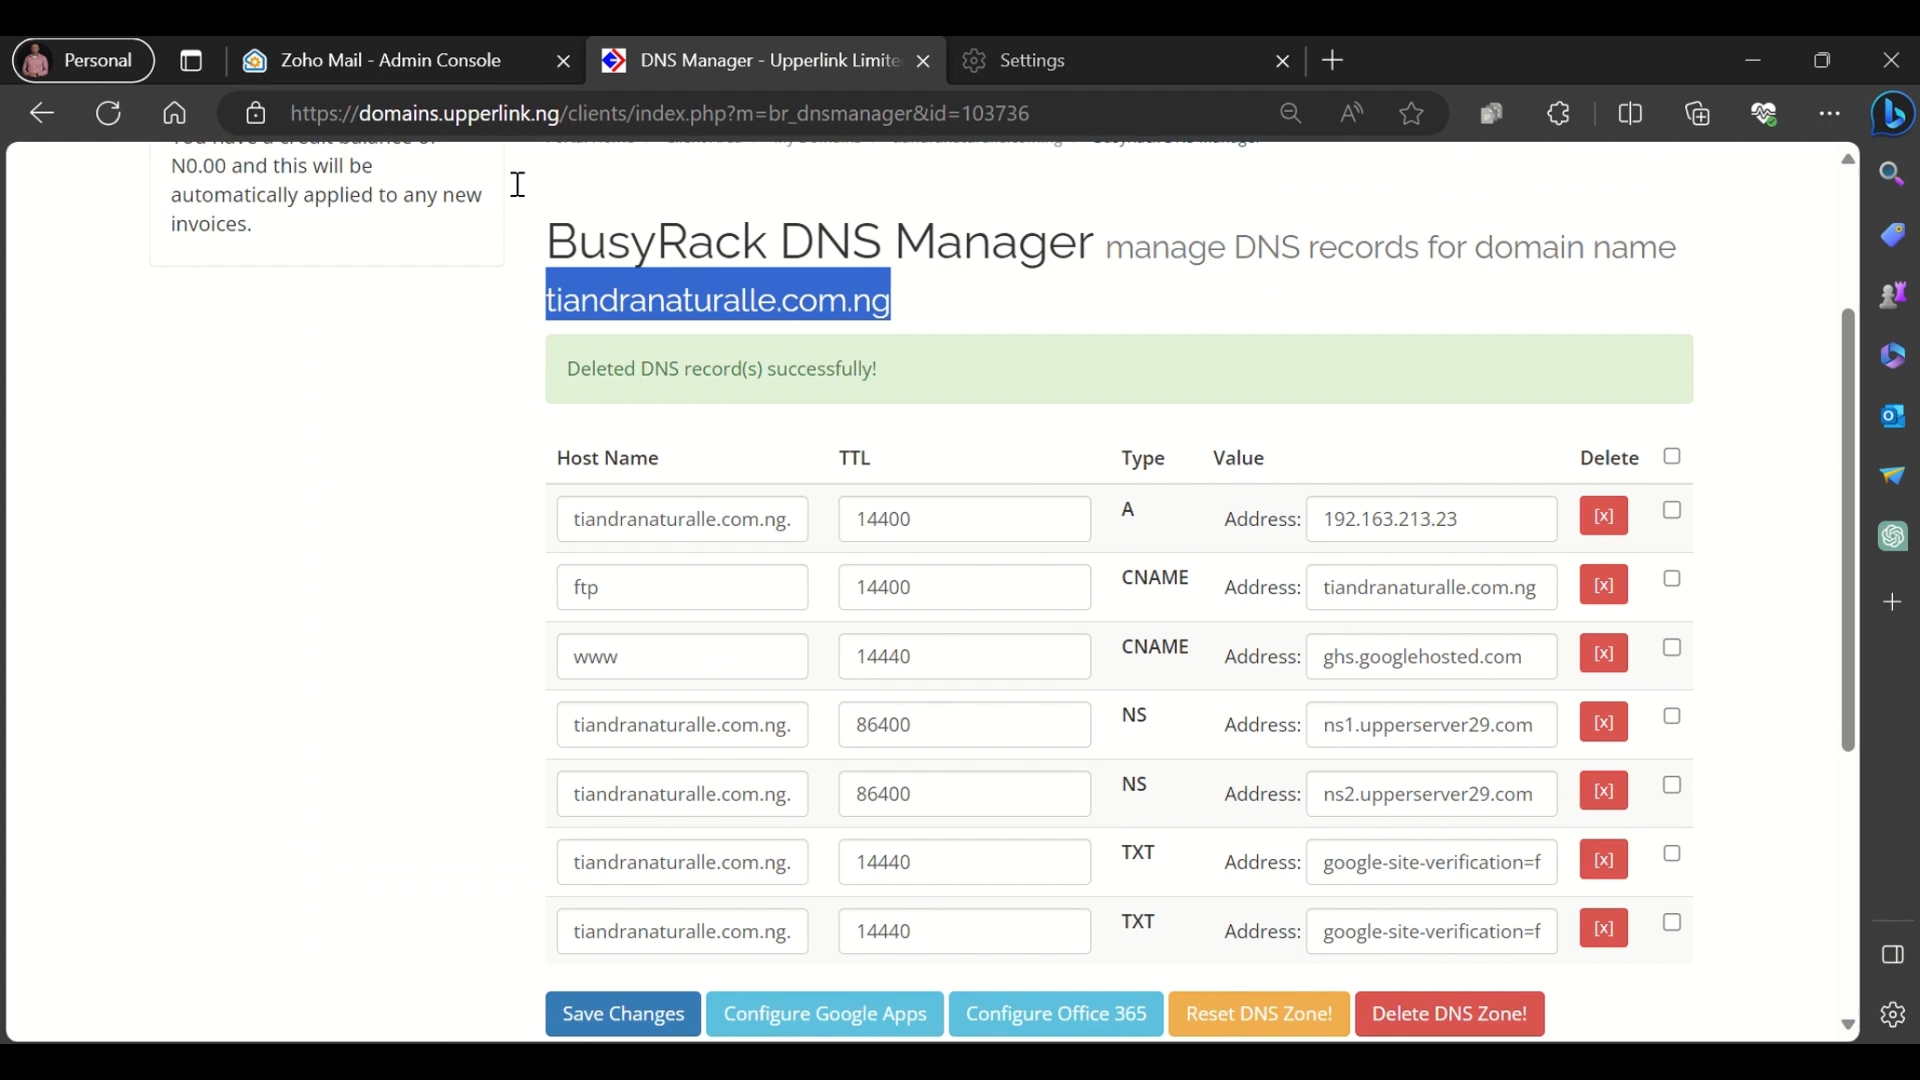 Personal
Zoho Mail - Admin Console
DNS Manager - Upperlink Limite
Settings
https://domains.upperlink.ng/clients/index.php?m=br_dnsmanager&id=103736
N0.00 and this will be
automatically applied to any new
invoices.
BusyRack DNS Manager manage DNS records for domain name
tiandranaturalle.com.ng
Deleted DNS record(s) successfully!
Host Name TTL Type Value Delete
tiandranaturalle.com.ng. 14400 A Address: 192.163.213.23 [x]
ftp 14400 CNAME Address: tiandranaturalle.com.ng [x]
www 14440 CNAME Address: ghs.googlehosted.com [x]
tiandranaturalle.com.ng. 86400 NS Address: ns1.upperserver29.com [x]
tiandranaturalle.com.ng. 86400 NS Address: ns2.upperserver29.com [x]
tiandranaturalle.com.ng. 14440 TXT Address: google-site-verification=f [x]
tiandranaturalle.com.ng. 14440 TXT Address: google-site-verification=f [x]
Save Changes Configure Google Apps Configure Office 365 Reset DNS Zone! Delete DNS Zone!